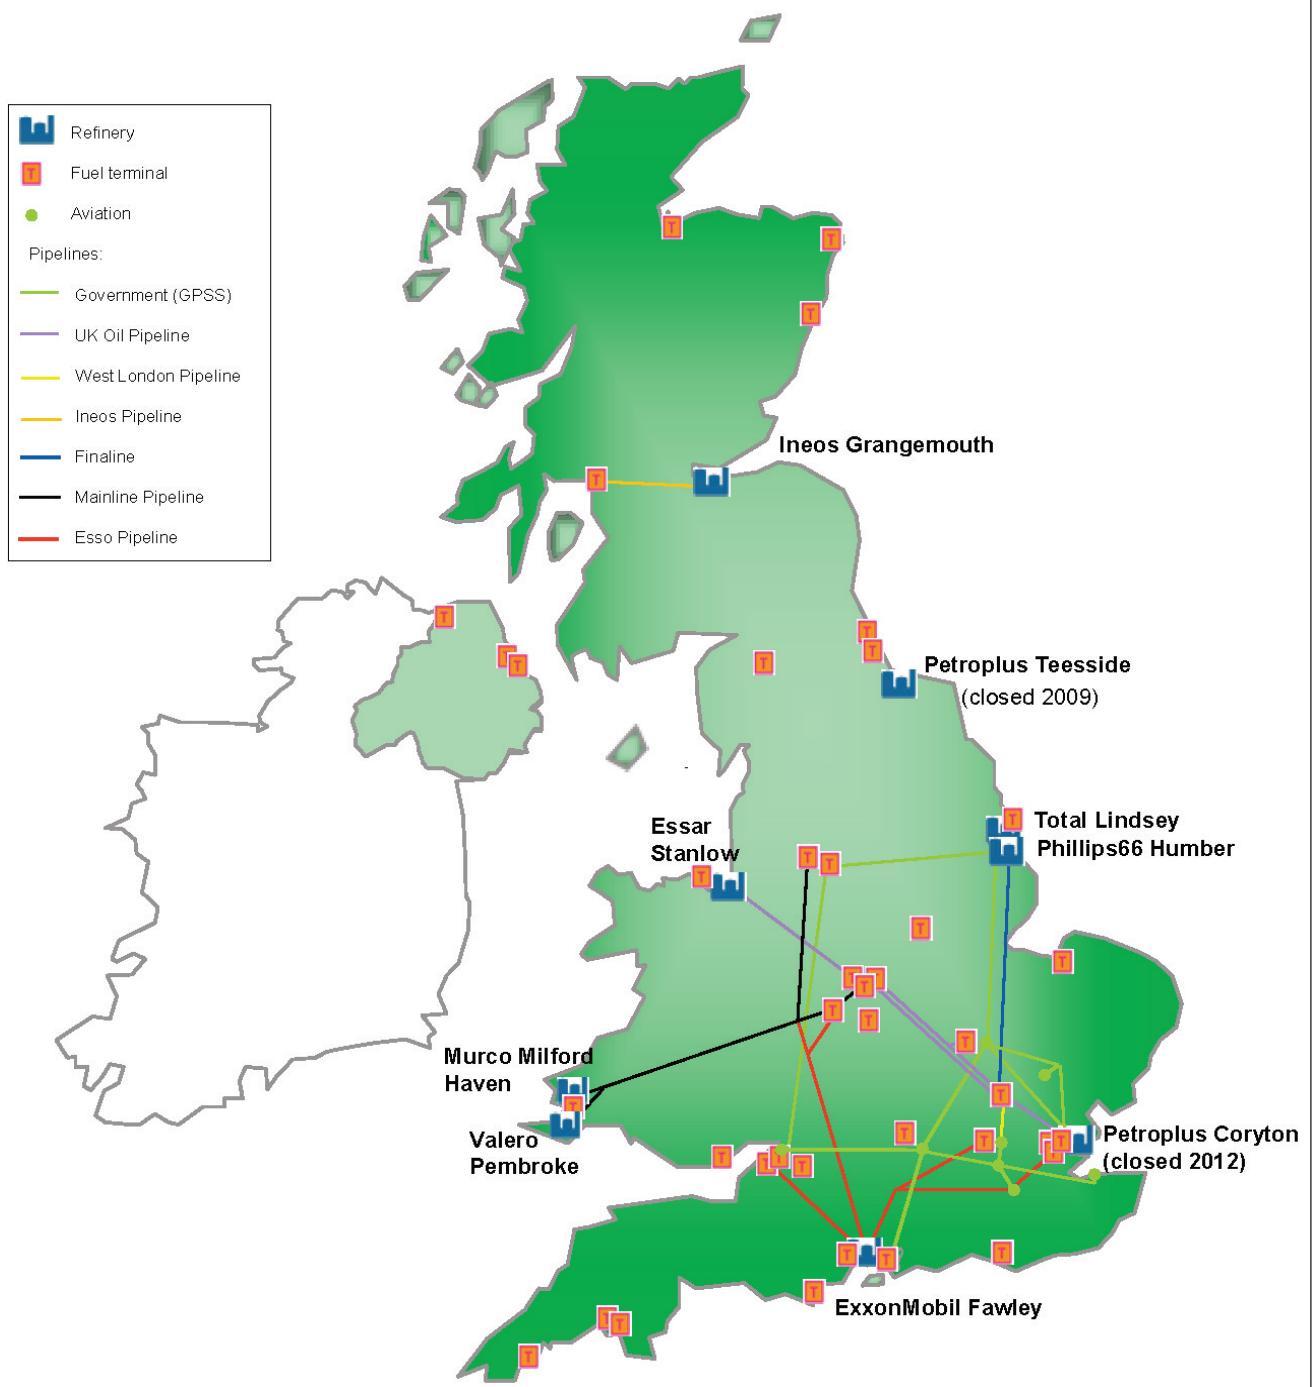 Refinery
T Fuel terminal
Aviation
Pipelines:
Government (GPSS)
UK Oil Pipeline
West London Pipeline
Ineos Pipeline
Finaline
Mainline Pipeline
Esso Pipeline
T
T
T
Ineos Grangemouth
T
T
T
T
T
T
T
T
Petroplus Teesside
(closed 2009)
Essar
Stanlow
T
Total Lindsey
Phillips66 Humber
T
T
T
T
T
T
T
T
T
T
T
T
Murco Milford
Haven
T
T
Valero
Pembroke
T
T
T
T
T
Petroplus Coryton
(closed 2012)
T
T
T
T
T
T
T
T
ExxonMobil Fawley
T
T
T